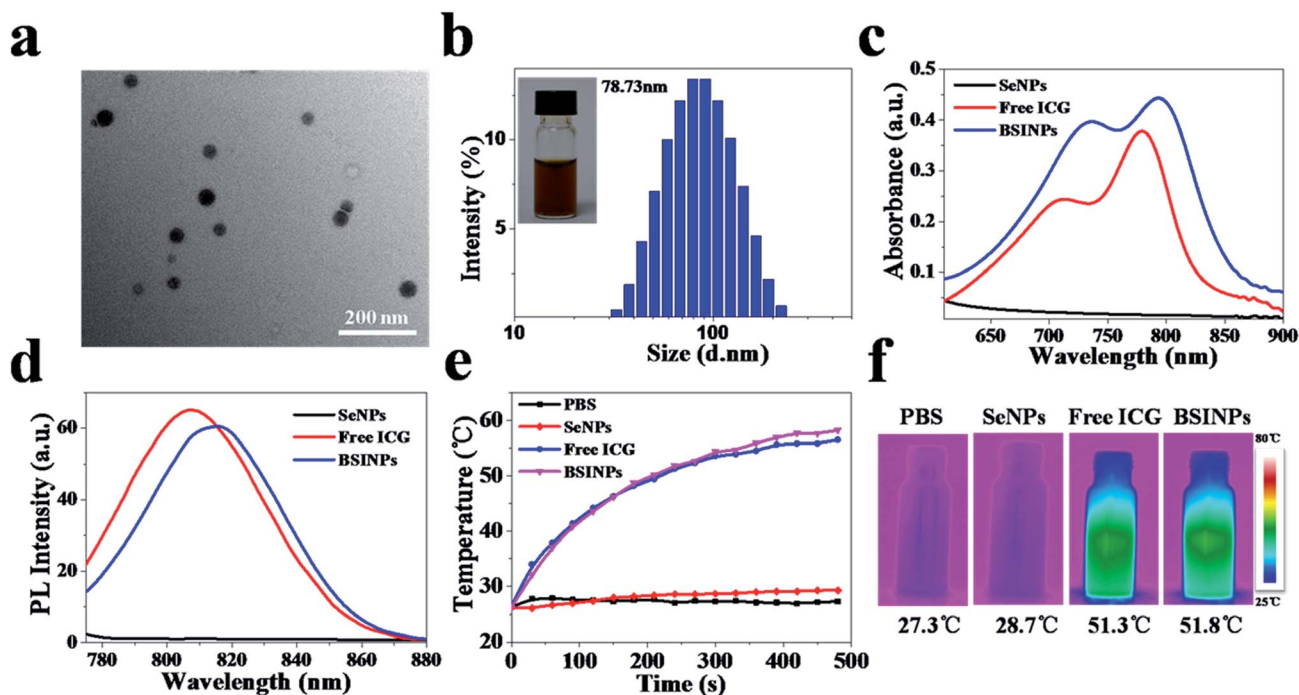 a
200 nm
b
78.73nm
Intensity (%)
10
5
10
100
Size (d.nm)
c
SeNPs
Free ICG
BSINPs
Absorbance (a.u.)
0.5
0.4
0.3
0.2
0.1
650
700
750
800
850
900
Wavelength (nm)
d
SeNPs
Free ICG
BSINPs
PL Intensity (a.u.)
60
40
20
0
780
800
820
840
860
880
Wavelength (nm)
e
PBS
SeNPs
Free ICG
BSINPs
Temperature (℃)
60
56
40
30
20
0
100
200
300
400
500
Time (s)
f
PBS
SeNPs
Free ICG
BSINPs
80℃
25℃
27.3℃
28.7℃
51.3℃
51.8℃